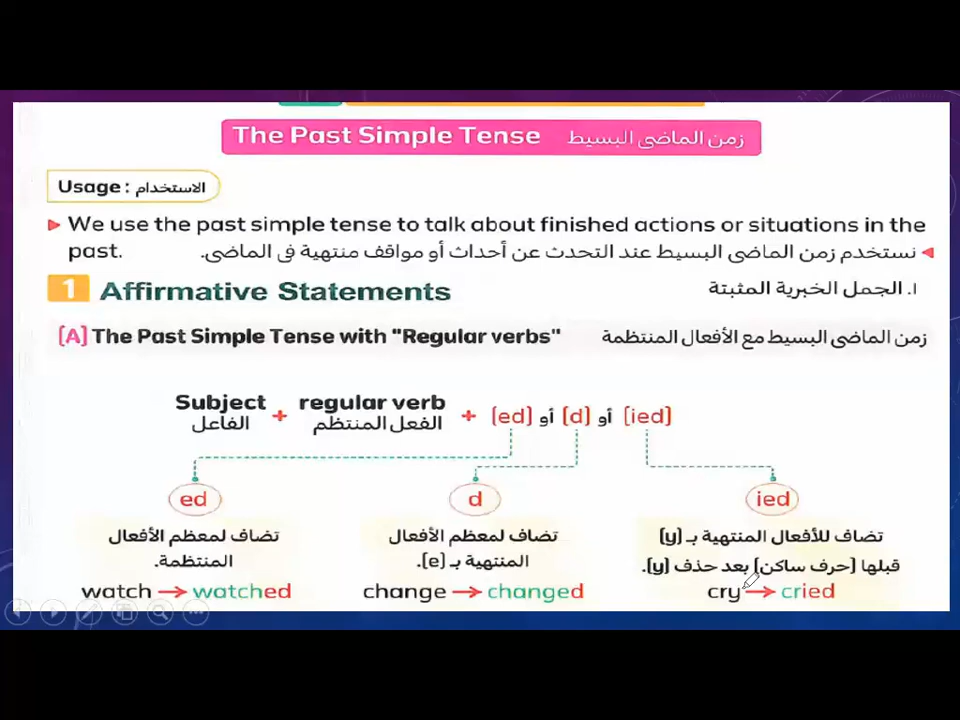 The Past Simple Tense زمن الماضى البسيط
Usage : الاستخدام
We use the past simple tense to talk about finished actions or situations in the
past.
نستخدم زمن الماضى البسيط عند التحدث عن أحداث أو مواقف منتهية فى الماضى.
1 Affirmative Statements ١. الجمل الخبرية المثبتة
[A] The Past Simple Tense with "Regular verbs" زمن الماضى البسيط مع الأفعال المنتظمة
Subject + regular verb + (ed) أو (d) أو (ied)
الفاعل الفعل المنتظم
ed
تضاف لمعظم الأفعال
المنتظمة.
watch → watched
d
تضاف لمعظم الأفعال
المنتهية بـ (e).
change → changed
ied
تضاف للأفعال المنتهية بـ (y)
قبلها (حرف ساكن) بعد حذف (y).
cry → cried